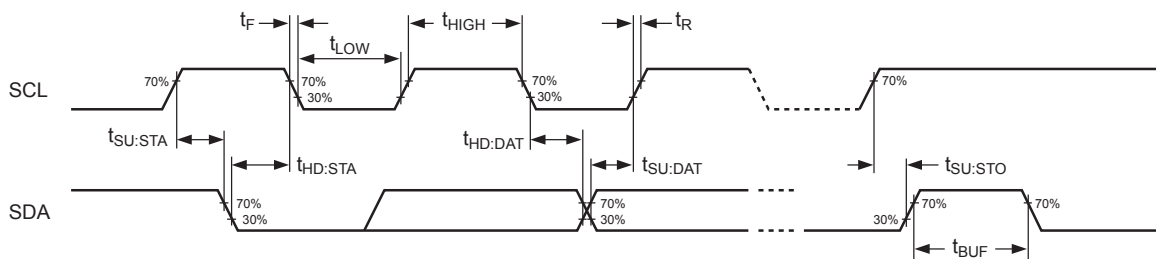 tF
tHIGH
tR
tLOW
SCL
70%
70%
30%
70%
30%
70%
tSU:STA
tHD:STA
tHD:DAT
tSU:DAT
tSU:STO
SDA
70%
30%
70%
30%
30%
70%
70%
tBUF